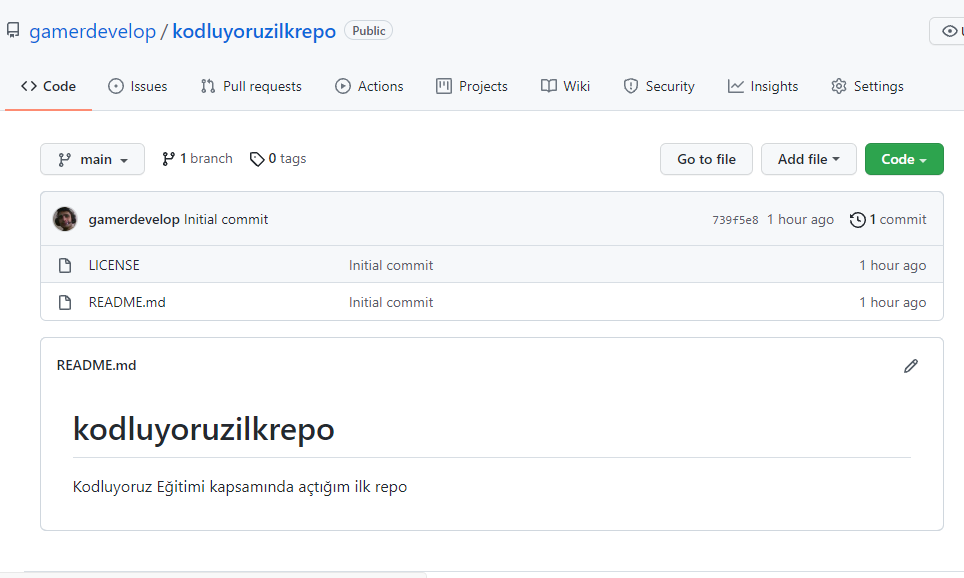 gamerdevelop / kodluyoruzilkrepo Public
Code Issues Pull requests Actions Projects Wiki Security Insights Settings
main 1 branch 0 tags Go to file Add file Code
gamerdevelop Initial commit 739f5e8 1 hour ago 1 commit
LICENSE Initial commit 1 hour ago
README.md Initial commit 1 hour ago
README.md
kodluyoruzilkrepo
Kodluyoruz Eğitimi kapsamında açtığım ilk repo